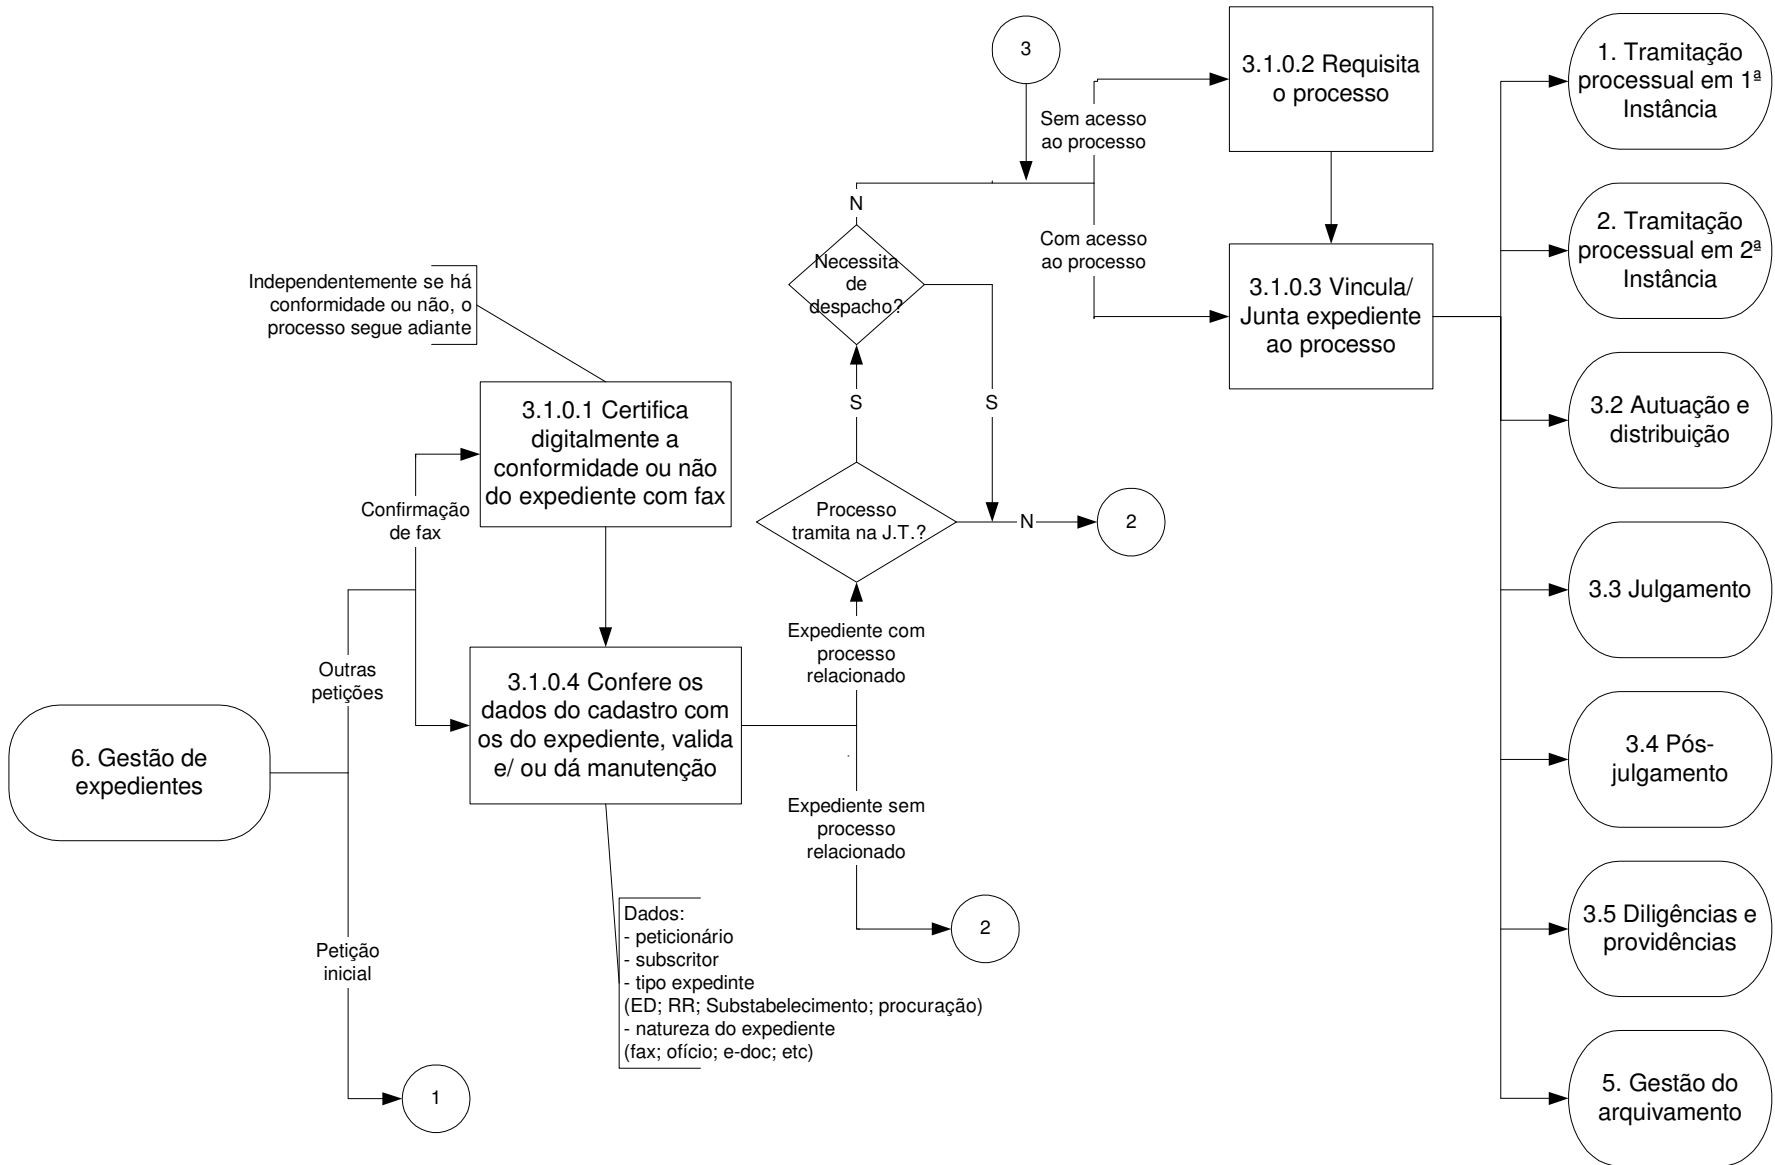 6. Gestão de
expedientes
Outras
petições
Petição
inicial
1
Confirmação
de fax
Independentemente se há
conformidade ou não, o
processo segue adiante
3.1.0.1 Certifica
digitalmente a
conformidade ou não
do expediente com fax
3.1.0.4 Confere os
dados do cadastro com
os do expediente, valida
e/ ou dá manutenção
Dados:
- peticionário
- subscritor
- tipo expedinte
(ED; RR; Substabelecimento; procuração)
- natureza do expediente
(fax; ofício; e-doc; etc)
Expediente com
processo
relacionado
Expediente sem
processo
relacionado
2
Processo
tramita na J.T.?
N
2
S
Necessita
de
despacho?
S
N
3
Sem acesso
ao processo
Com acesso
ao processo
3.1.0.2 Requisita
o processo
3.1.0.3 Vincula/
Junta expediente
ao processo
1. Tramitação
processual em 1ª
Instância
2. Tramitação
processual em 2ª
Instância
3.2 Autuação e
distribuição
3.3 Julgamento
3.4 Pós-
julgamento
3.5 Diligências e
providências
5. Gestão do
arquivamento